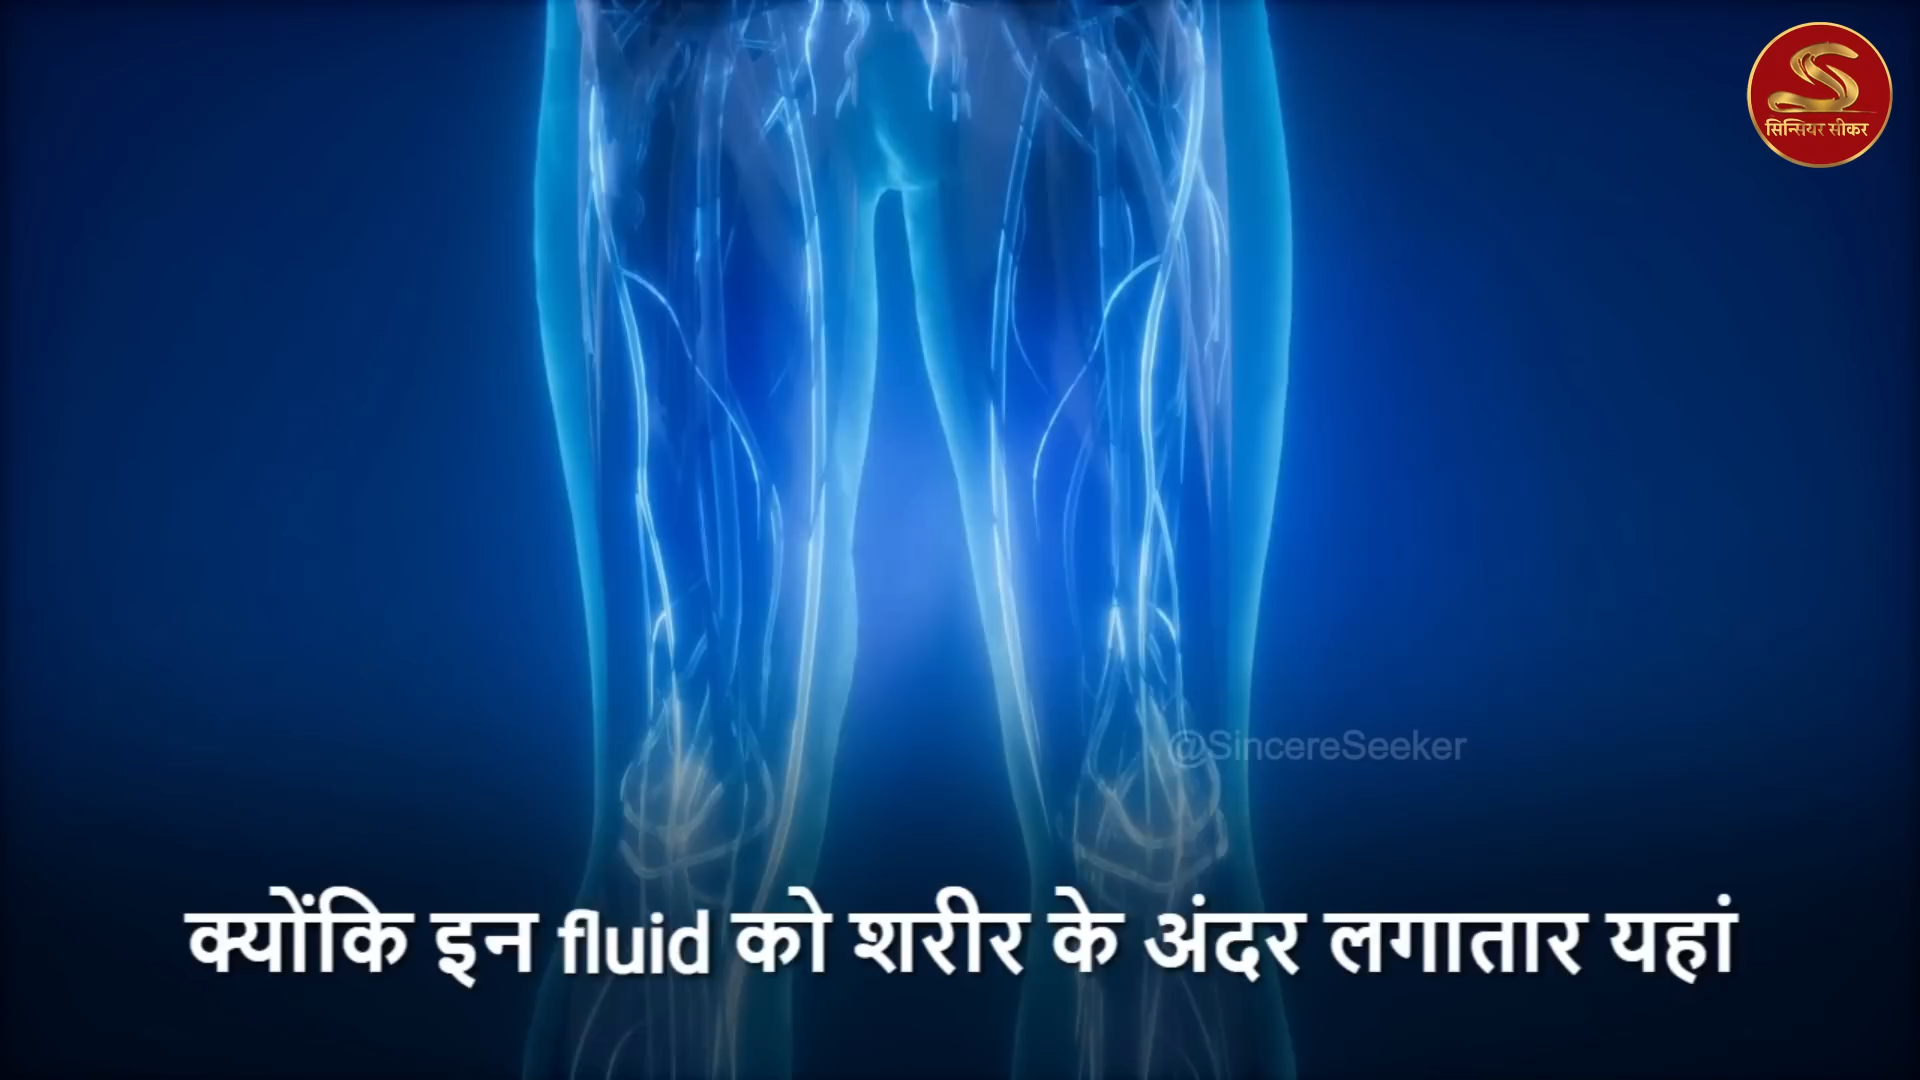 सिन्सियर सीकर
@SincereSeeker
क्योंकि इन fluid को शरीर के अंदर लगातार यहां